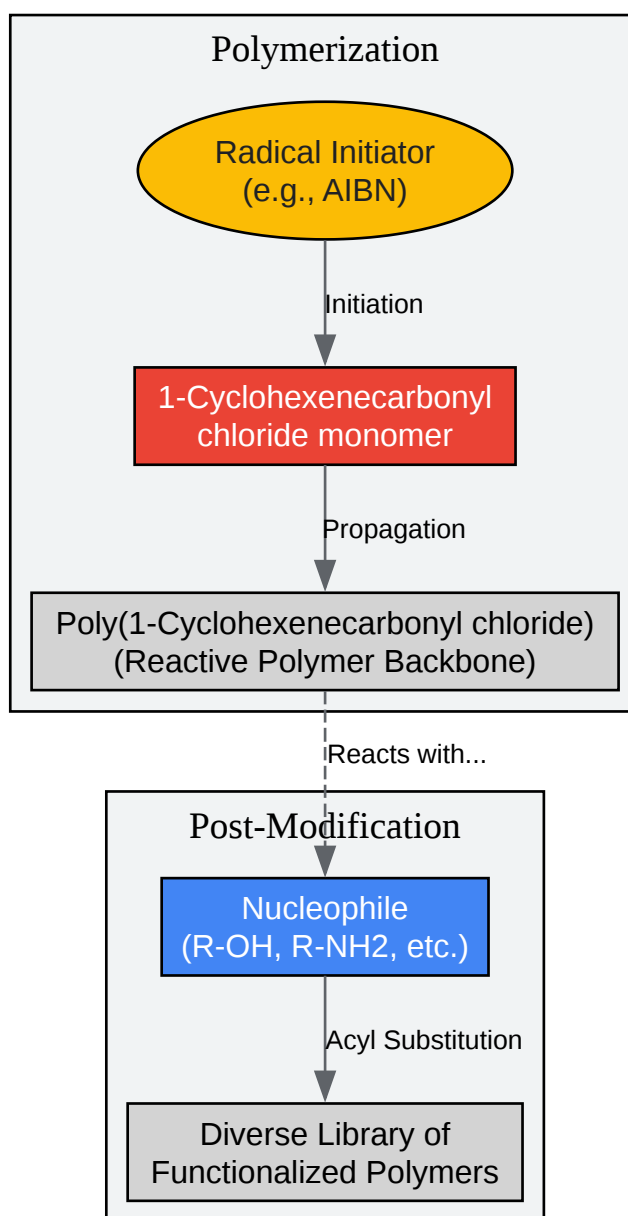 Polymerization
Radical Initiator
(e.g., AIBN)
Initiation
1-Cyclohexenecarbonyl
chloride monomer
Propagation
Poly(1-Cyclohexenecarbonyl chloride)
(Reactive Polymer Backbone)
Reacts with...
Post-Modification
Nucleophile
(R-OH, R-NH2, etc.)
Acyl Substitution
Diverse Library of
Functionalized Polymers